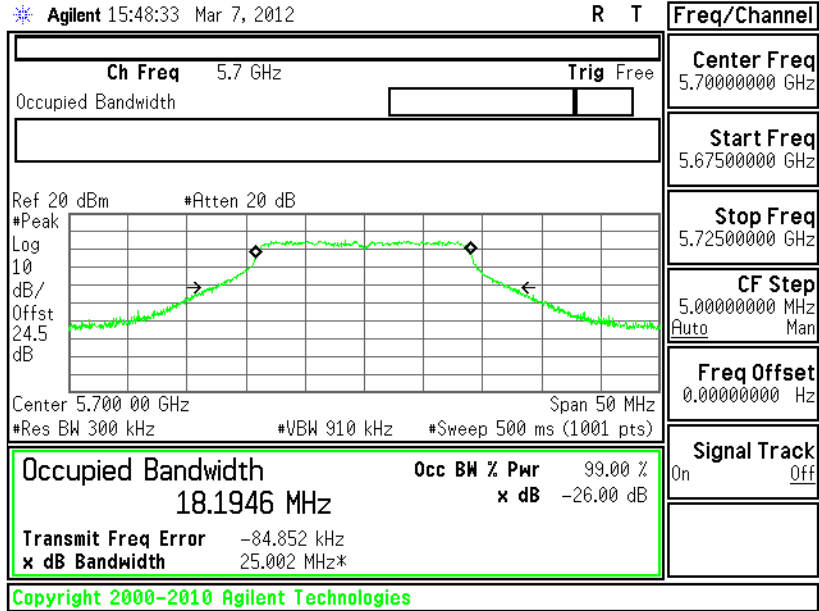 Agilent 15:48:33 Mar 7, 2012 R T
Ch Freq 5.7 GHz Trig Free
Occupied Bandwidth
Ref 20 dBm #Atten 20 dB
#Peak
Log
10
dB/
Offst
24.5
dB
Center 5.700 00 GHz Span 50 MHz
#Res BW 300 kHz #VBW 910 kHz #Sweep 500 ms (1001 pts)
Occupied Bandwidth Occ BW % Pwr 99.00 %
18.1946 MHz x dB -26.00 dB
Transmit Freq Error -84.852 kHz
x dB Bandwidth 25.002 MHz*
Copyright 2000-2010 Agilent Technologies
Freq/Channel
Center Freq
5.70000000 GHz
Start Freq
5.67500000 GHz
Stop Freq
5.72500000 GHz
CF Step
5.00000000 MHz
Auto Man
Freq Offset
0.00000000 Hz
Signal Track
On Off